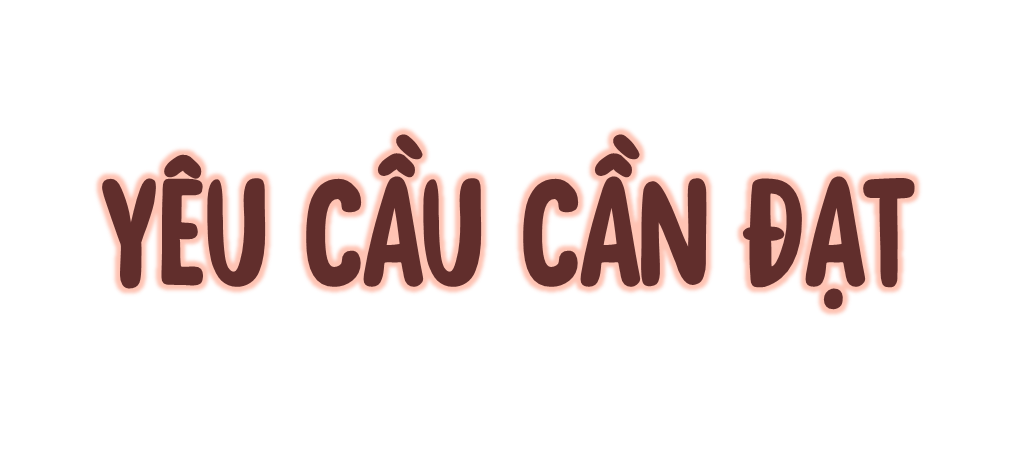 YÊU CẦU CẦN ĐẠT